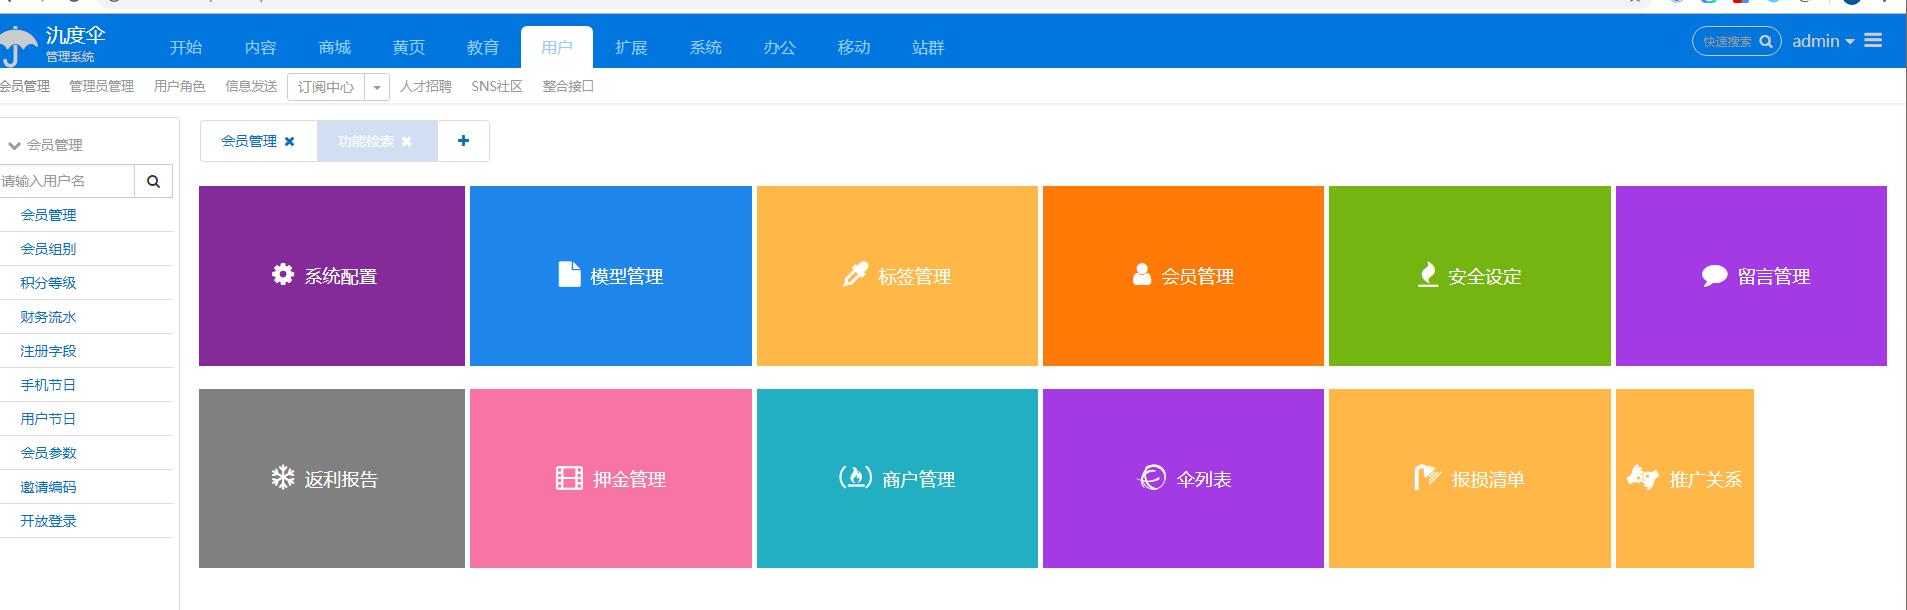 氿度伞
管理系统
开始 内容 商城 黄页 教育 用户 扩展 系统 办公 移动 站群
快速搜索
admin
会员管理 管理员管理 用户角色 信息发送 订阅中心 人才招聘 SNS社区 整合接口
会员管理
请输入用户名
会员管理
会员组别
积分等级
财务流水
注册字段
手机节日
用户节日
会员参数
邀请编码
开放登录
会员管理 功能检索
系统配置 模型管理 标签管理 会员管理 安全设定 留言管理
返利报告 押金管理 商户管理 伞列表 报损清单 推广关系